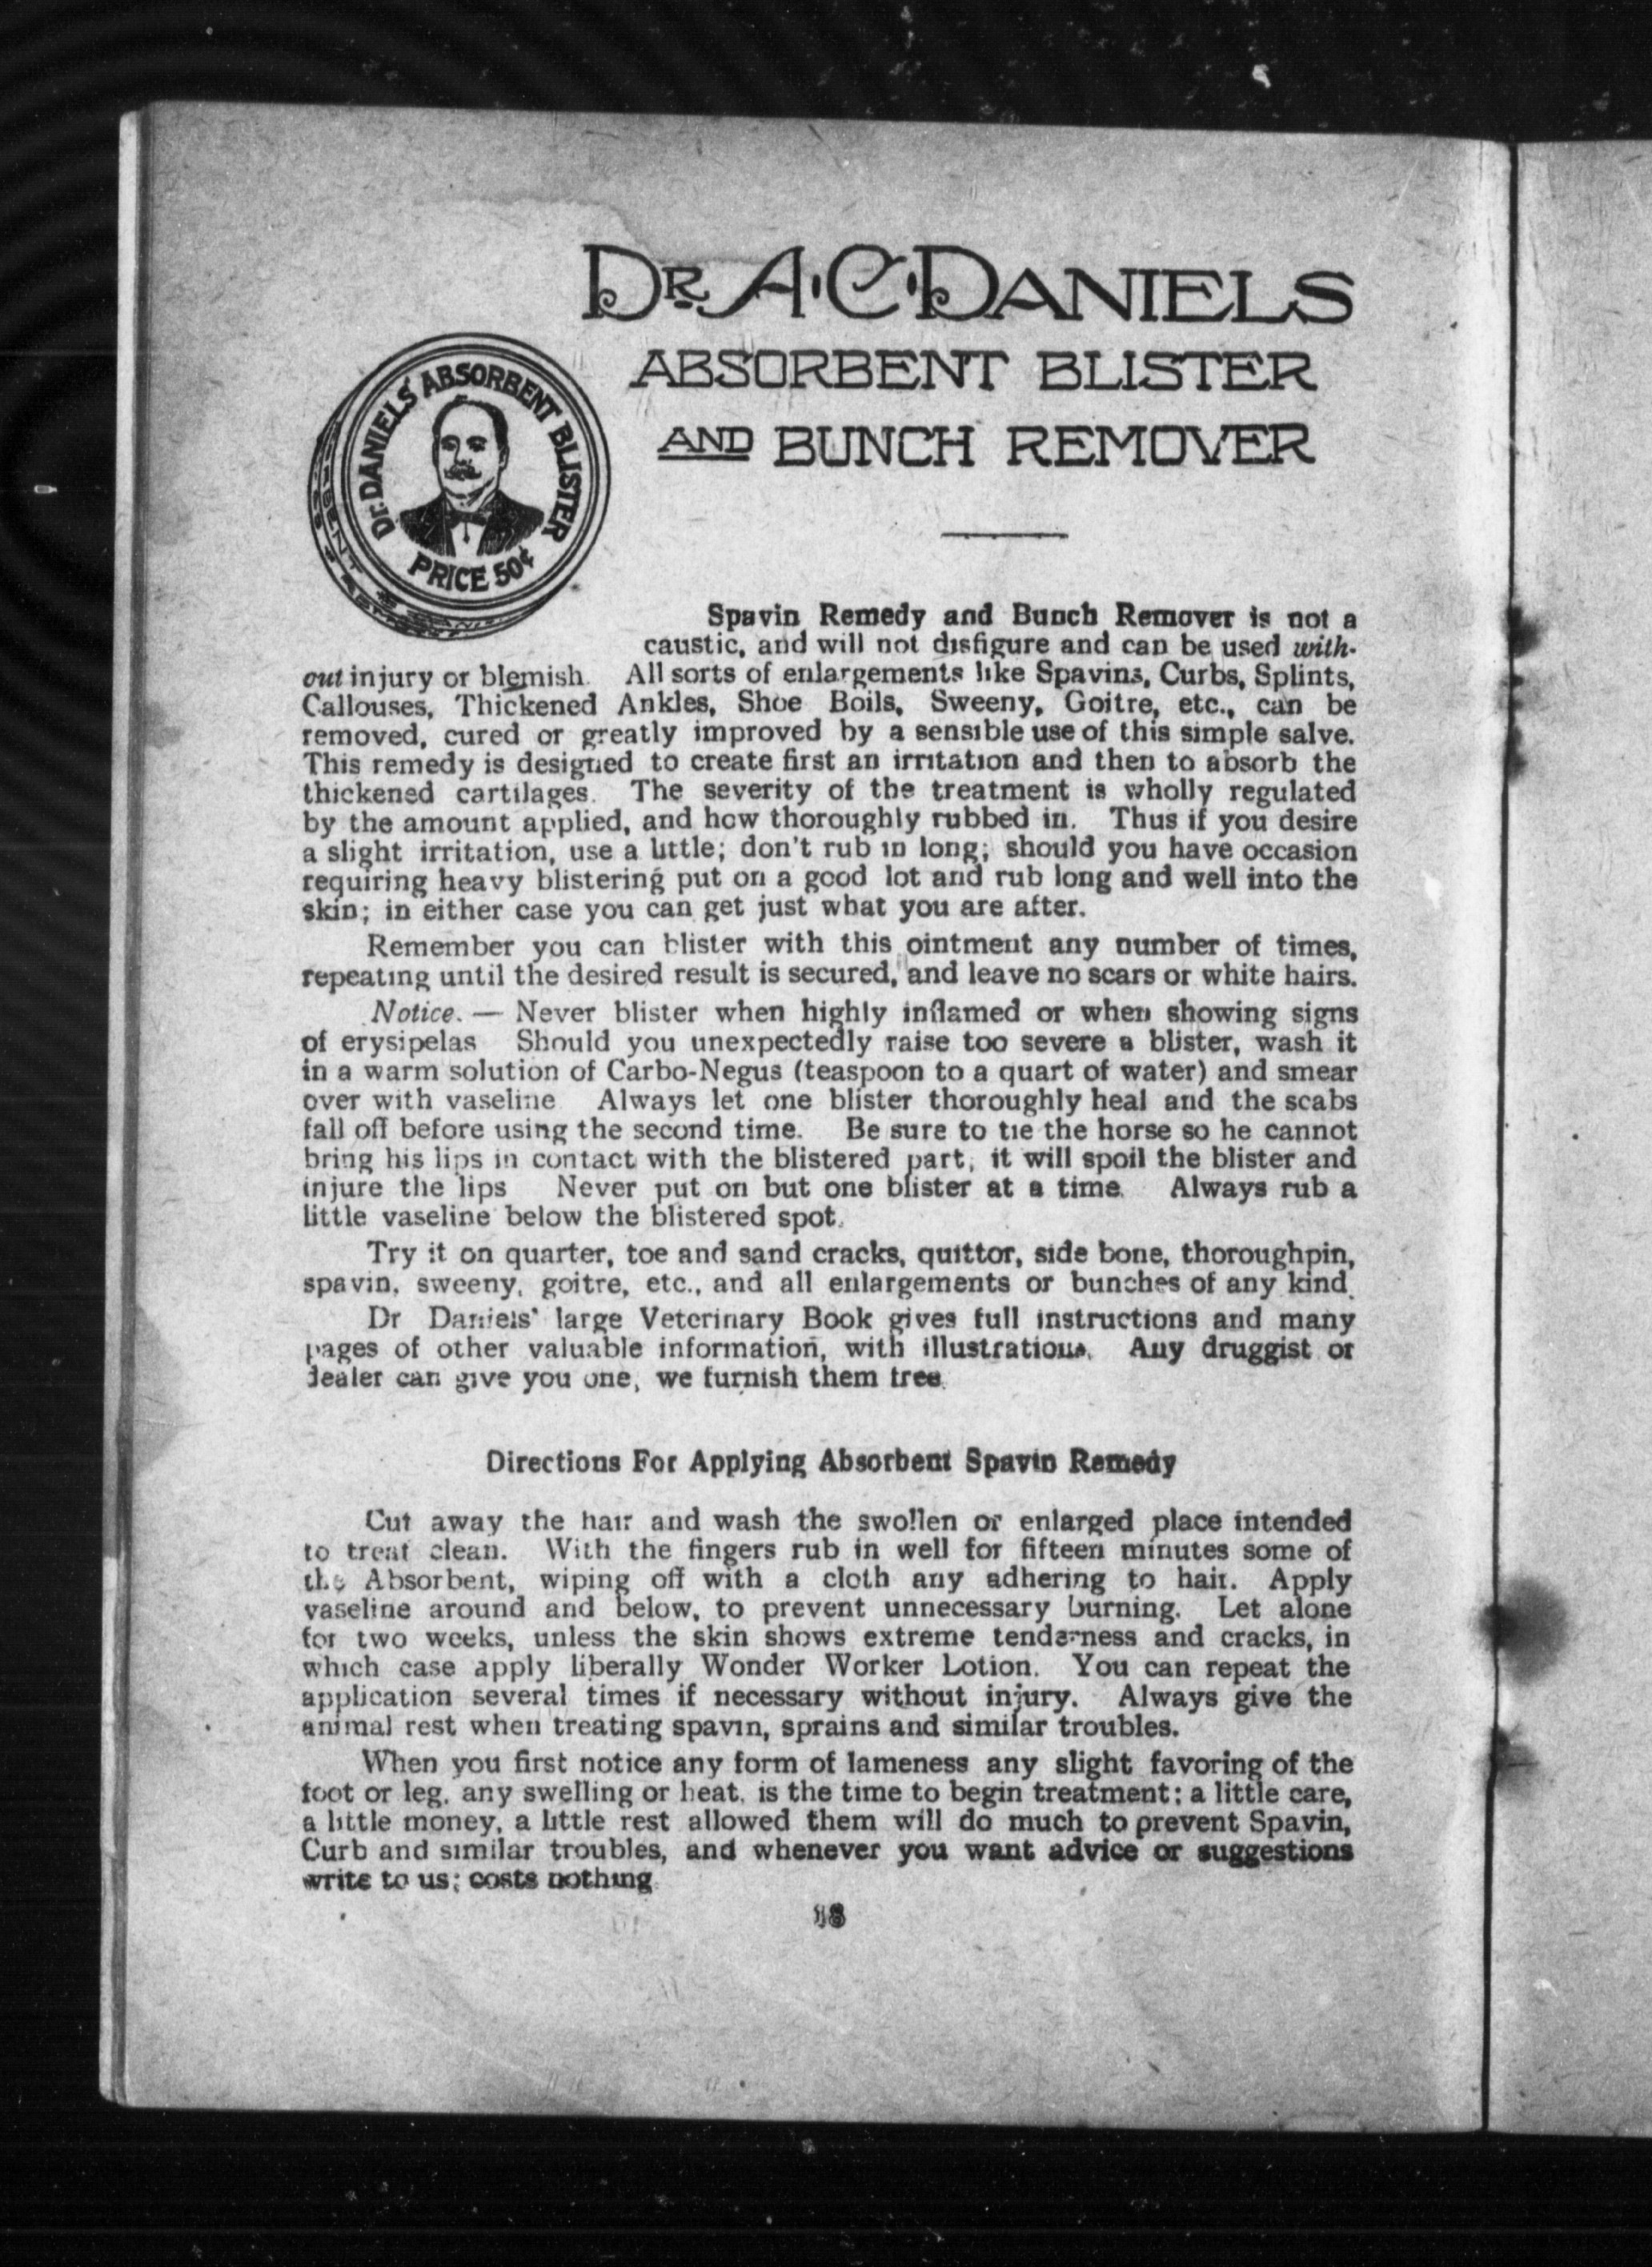 DR. A. C. DANIELS
ABSORBENT BLISTER
AND BUNCH REMOVER
DR. DANIELS' ABSORBENT BLISTER
PRICE 50¢
Spavin Remedy and Bunch Remover is not a
caustic, and will not disfigure and can be used with-
out injury or blemish. All sorts of enlargements like Spavins, Curbs, Splints,
Callouses, Thickened Ankles, Shoe Boils, Sweeny, Goitre, etc., can be
removed, cured or greatly improved by a sensible use of this simple salve.
This remedy is designed to create first an irritation and then to absorb the
thickened cartilages. The severity of the treatment is wholly regulated
by the amount applied, and how thoroughly rubbed in. Thus if you desire
a slight irritation, use a little; don't rub in long; should you have occasion
requiring heavy blistering put on a good lot and rub long and well into the
skin; in either case you can get just what you are after.
Remember you can blister with this ointment any number of times,
repeating until the desired result is secured, and leave no scars or white hairs.
Notice. — Never blister when highly inflamed or when showing signs
of erysipelas Should you unexpectedly raise too severe a blister, wash it
in a warm solution of Carbo-Negus (teaspoon to a quart of water) and smear
over with vaseline Always let one blister thoroughly heal and the scabs
fall off before using the second time. Be sure to tie the horse so he cannot
bring his lips in contact with the blistered part, it will spoil the blister and
injure the lips Never put on but one blister at a time. Always rub a
little vaseline below the blistered spot.
Try it on quarter, toe and sand cracks, quittor, side bone, thoroughpin,
spavin, sweeny, goitre, etc., and all enlargements or bunches of any kind.
Dr Daniels' large Veterinary Book gives full instructions and many
pages of other valuable information, with illustrations. Any druggist or
dealer can give you one, we furnish them free.
Directions For Applying Absorbent Spavin Remedy
Cut away the hair and wash the swollen or enlarged place intended
to treat clean. With the fingers rub in well for fifteen minutes some of
the Absorbent, wiping off with a cloth any adhering to hair. Apply
vaseline around and below, to prevent unnecessary burning. Let alone
for two weeks, unless the skin shows extreme tenderness and cracks, in
which case apply liberally Wonder Worker Lotion. You can repeat the
application several times if necessary without injury. Always give the
animal rest when treating spavin, sprains and similar troubles.
When you first notice any form of lameness any slight favoring of the
foot or leg, any swelling or heat, is the time to begin treatment; a little care,
a little money, a little rest allowed them will do much to prevent Spavin,
Curb and similar troubles, and whenever you want advice or suggestions
write to us; costs nothing.
18